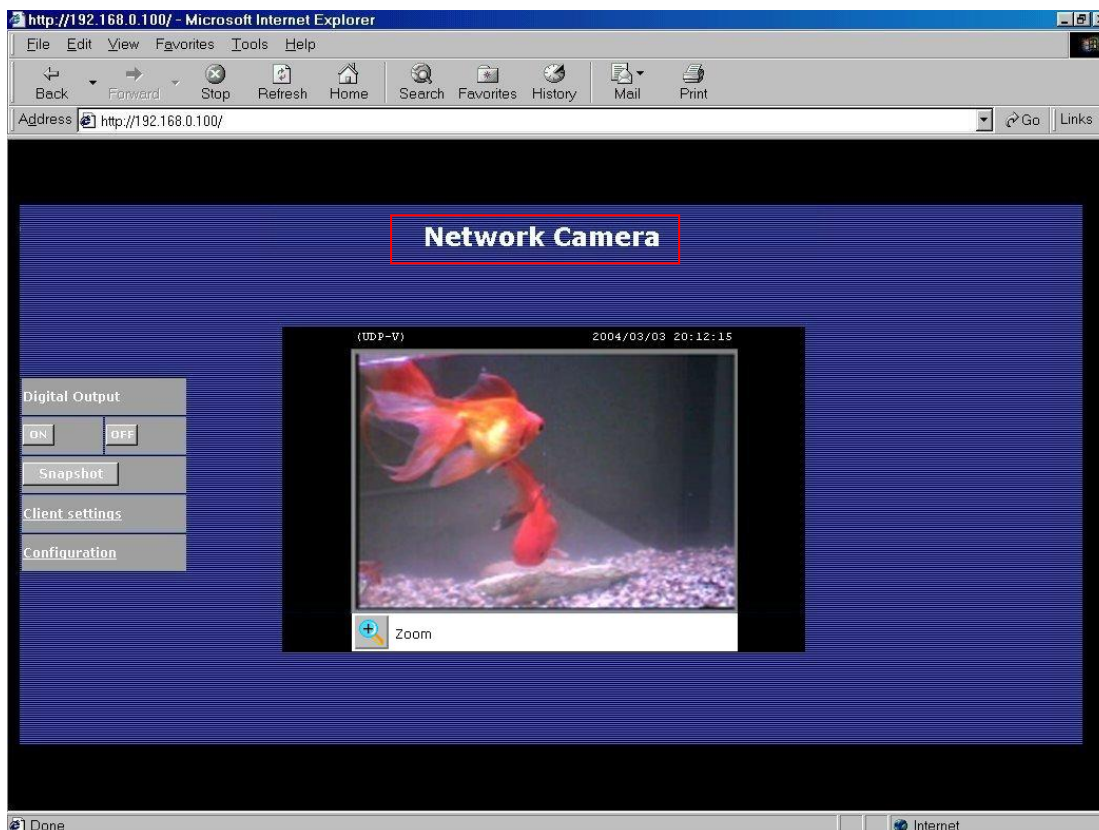 http://192.168.0.100/ - Microsoft Internet Explorer
File Edit View Favorites Tools Help
Back Forward Stop Refresh Home Search Favorites History Mail Print
Address http://192.168.0.100/ Go Links
Network Camera
(UDP-V) 2004/03/03 20:12:15
Digital Output
ON OFF
Snapshot
Client settings
Configuration
Zoom
Done Internet